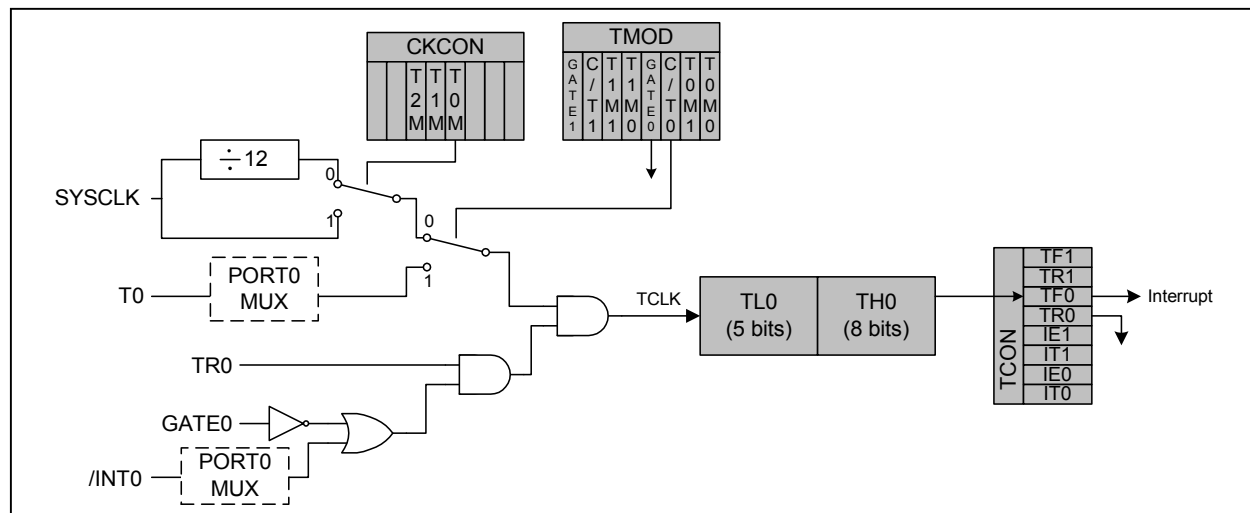 CKCON
T2M
T1M
T0M
TMOD
GATE1
C/T1
T1M1
T1M0
GATE0
C/T0
T0M1
T0M0
÷ 12
0
SYSCLK
1
0
T0
PORT0
MUX
1
TCLK
TL0
(5 bits)
TH0
(8 bits)
TCON
TF1
TR1
TF0
TR0
IE1
IT1
IE0
IT0
Interrupt
TR0
GATE0
/INT0
PORT0
MUX